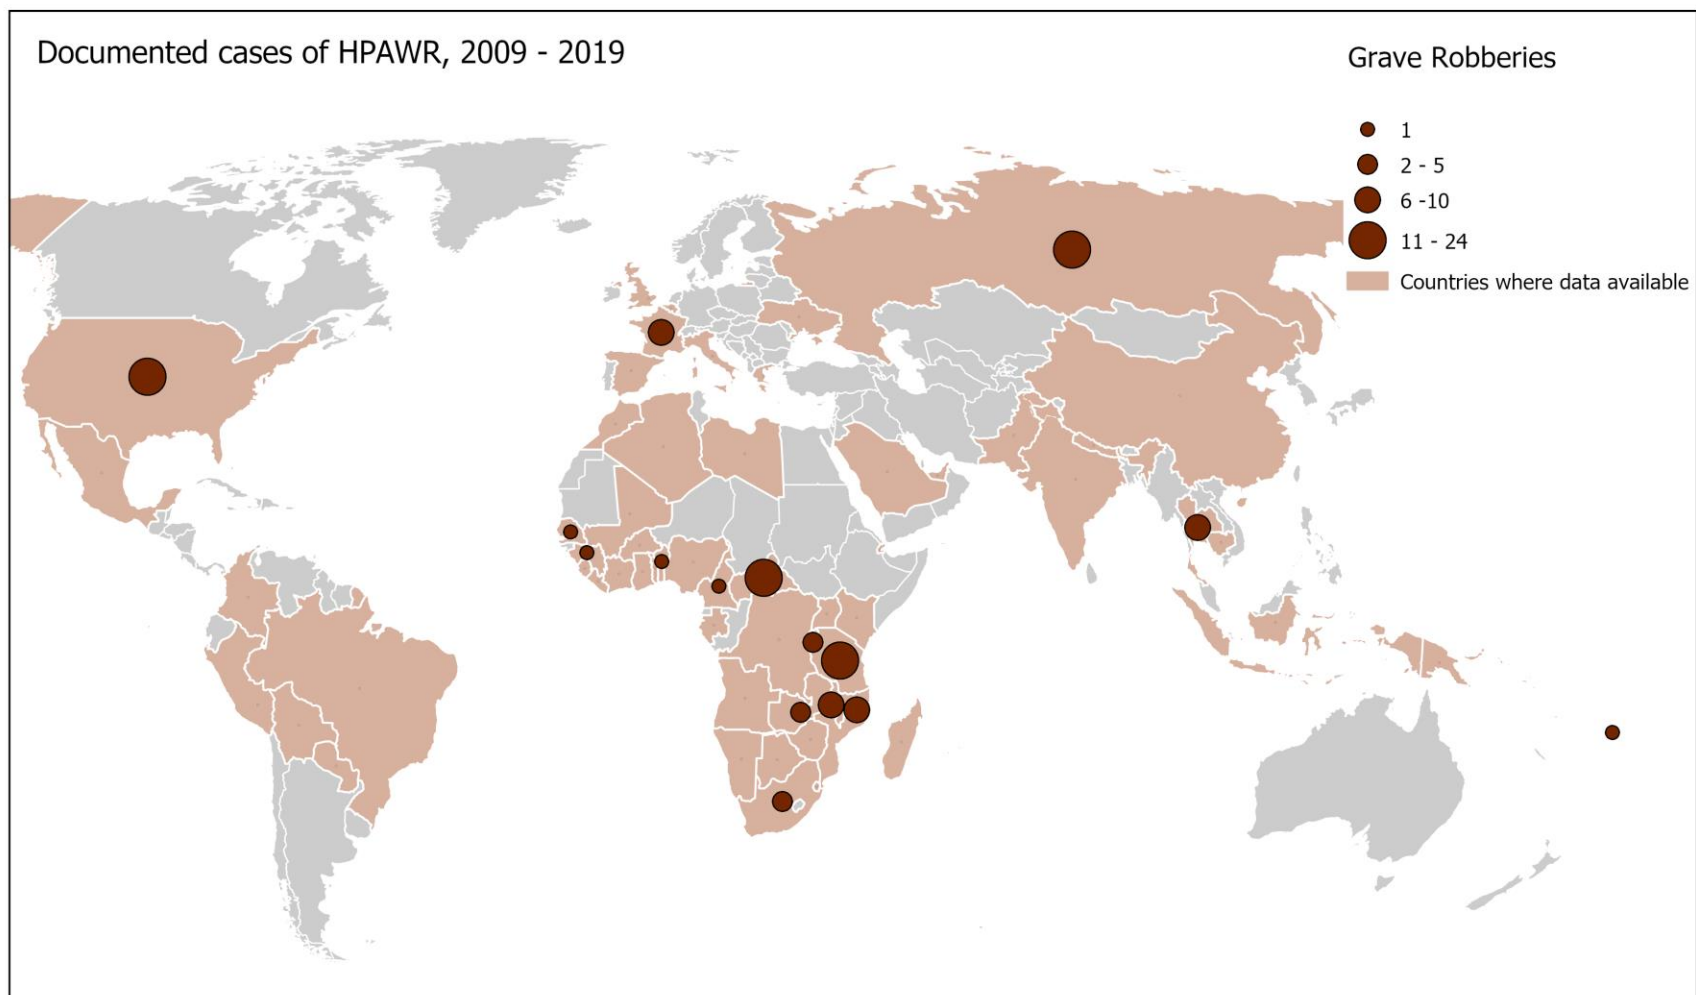 Documented cases of HPAWR, 2009 - 2019
Grave Robberies
1
2 - 5
6 -10
11 - 24
Countries where data available